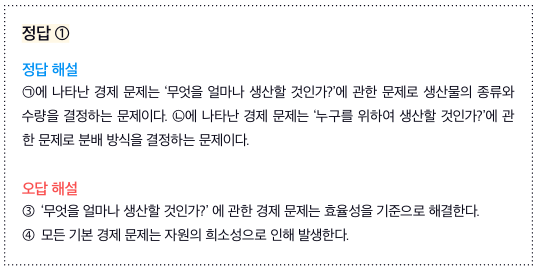 정답 ①
정답 해설
㉠에 나타난 경제 문제는 ‘무엇을 얼마나 생산할 것인가?’에 관한 문제로 생산물의 종류와
수량을 결정하는 문제이다. ㉡에 나타난 경제 문제는 ‘누구를 위하여 생산할 것인가?’에 관
한 문제로 분배 방식을 결정하는 문제이다.
오답 해설
③ ‘무엇을 얼마나 생산할 것인가?’ 에 관한 경제 문제는 효율성을 기준으로 해결한다.
④ 모든 기본 경제 문제는 자원의 희소성으로 인해 발생한다.